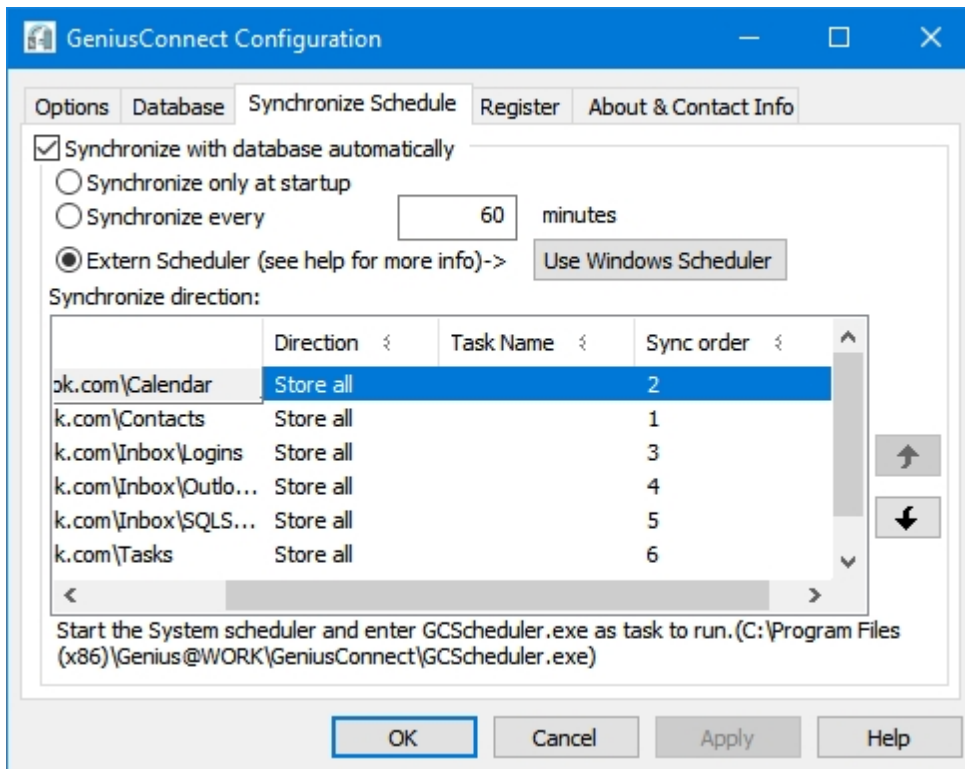 GeniusConnect Configuration
Options Database Synchronize Schedule Register About & Contact Info
Synchronize with database automatically
Synchronize only at startup
Synchronize every 60 minutes
Extern Scheduler (see help for more info)-> Use Windows Scheduler
Synchronize direction:
Direction Task Name Sync order
ok.com\Calendar Store all 2
k.com\Contacts Store all 1
k.com\Inbox\Logins Store all 3
k.com\Inbox\Outlo... Store all 4
k.com\Inbox\SQLS... Store all 5
k.com\Tasks Store all 6
Start the System scheduler and enter GCScheduler.exe as task to run.(C:\Program Files
(x86)\Genius@WORK\GeniusConnect\GCScheduler.exe)
OK Cancel Apply Help